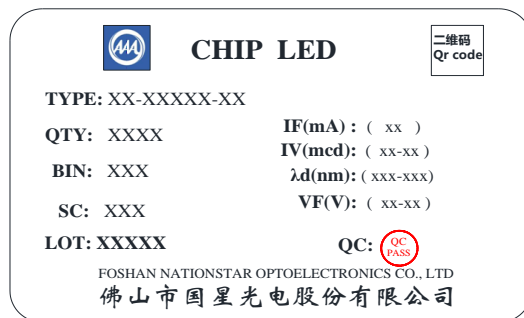 CHIP LED
二维码
Qr code
TYPE: XX-XXXXX-XX
QTY: XXXX
BIN: XXX
SC: XXX
LOT: XXXXX
IF(mA) : ( xx )
IV(mcd): ( xx-xx )
λd(nm): ( xxx-xxx)
VF(V): ( xx-xx )
QC: QC
PASS
FOSHAN NATIONSTAR OPTOELECTRONICS CO., LTD
佛山市国星光电股份有限公司